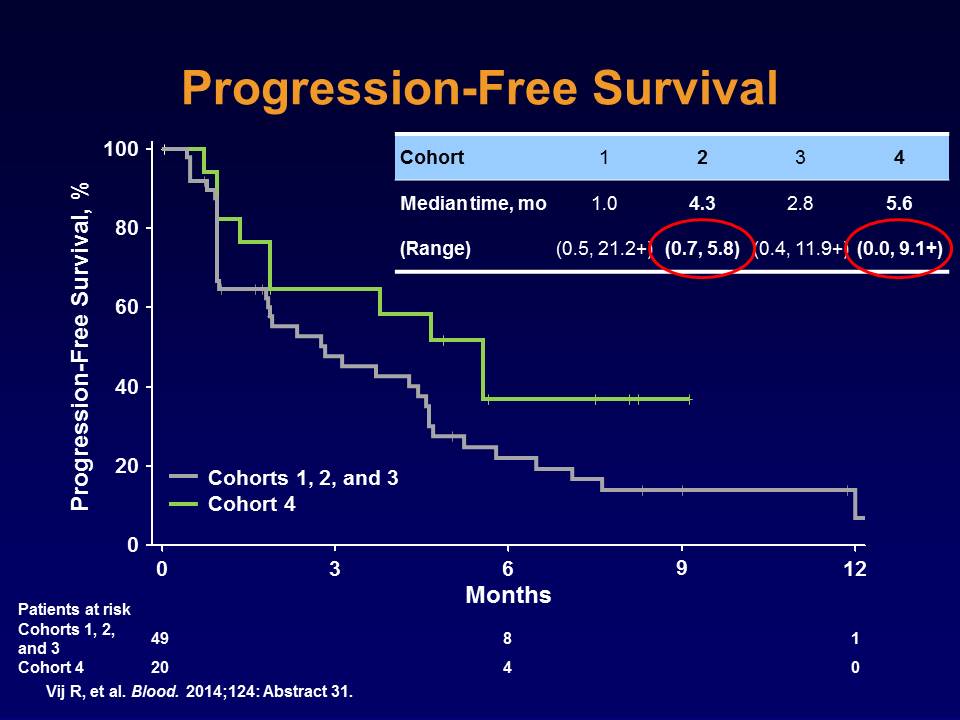 Progression-Free Survival
Cohort 1 2 3 4
Median time, mo 1.0 4.3 2.8 5.6
(Range) (0.5, 21.2+) (0.7, 5.8) (0.4, 11.9+) (0.0, 9.1+)
Progression-Free Survival, %
100
80
60
40
20
0
Cohorts 1, 2, and 3
Cohort 4
0 3 6 9 12
Months
Patients at risk
Cohorts 1, 2,
and 3 49 8 1
Cohort 4 20 4 0
Vij R, et al. Blood. 2014;124: Abstract 31.